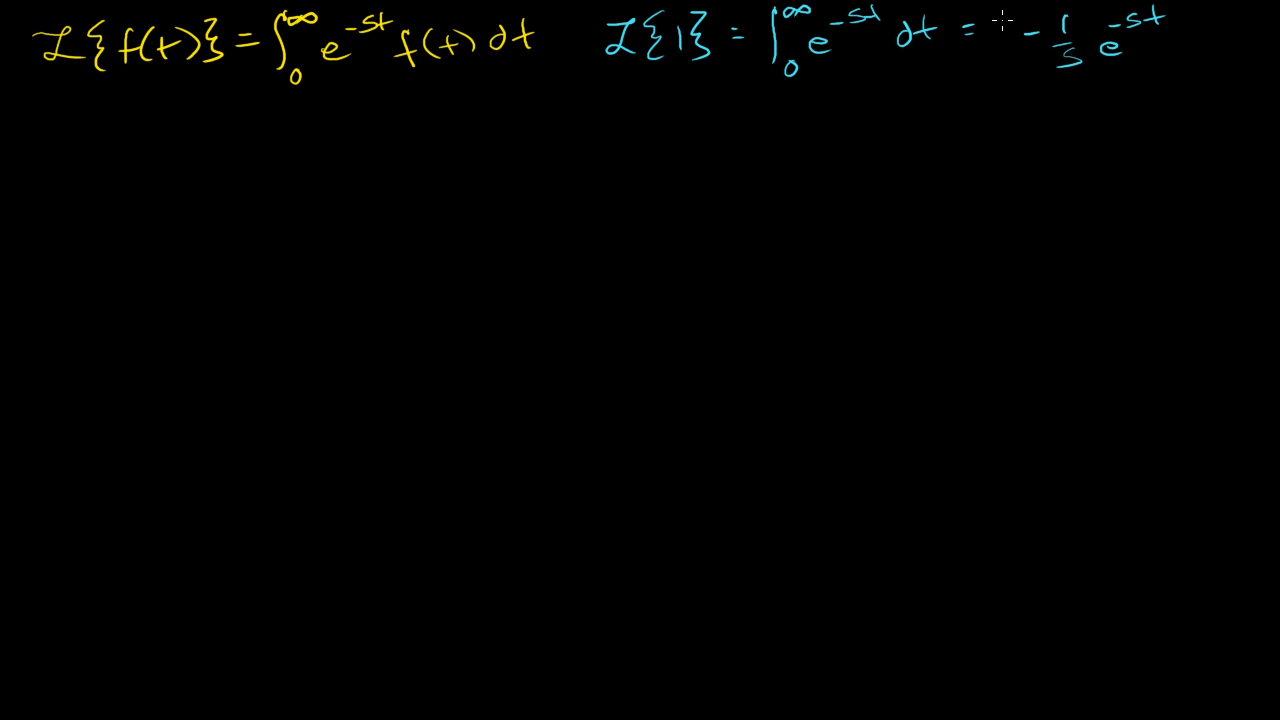 ℒ{f(t)} = ∫₀^∞ e^{-st} f(t) dt   ℒ{1} = ∫₀^∞ e^{-st} dt = - 1/s e^{-st}